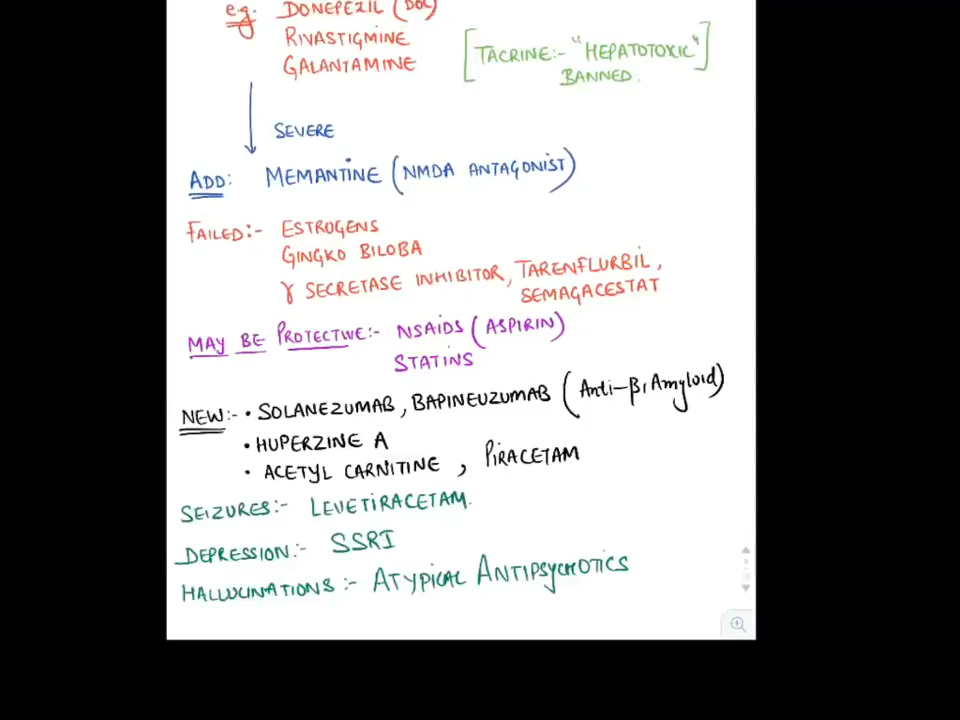 e.g. DONEPEZIL (DOC)
RIVASTIGMINE
GALANTAMINE
[TACRINE:- "HEPATOTOXIC"
BANNED.]
SEVERE
ADD: MEMANTINE (NMDA ANTAGONIST)
FAILED:- ESTROGENS
GINGKO BILOBA
γ SECRETASE INHIBITOR, TARENFLURBIL,
SEMAGACESTAT
MAY BE PROTECTIVE:- NSAIDS (ASPIRIN)
STATINS
NEW:- • SOLANEZUMAB, BAPINEUZUMAB (Anti-β, Amyloid)
• HUPERZINE A
• ACETYL CARNITINE, PIRACETAM
SEIZURES:- LEVETIRACETAM.
DEPRESSION:- SSRI
HALLUCINATIONS:- ATYPICAL ANTIPSYCHOTICS